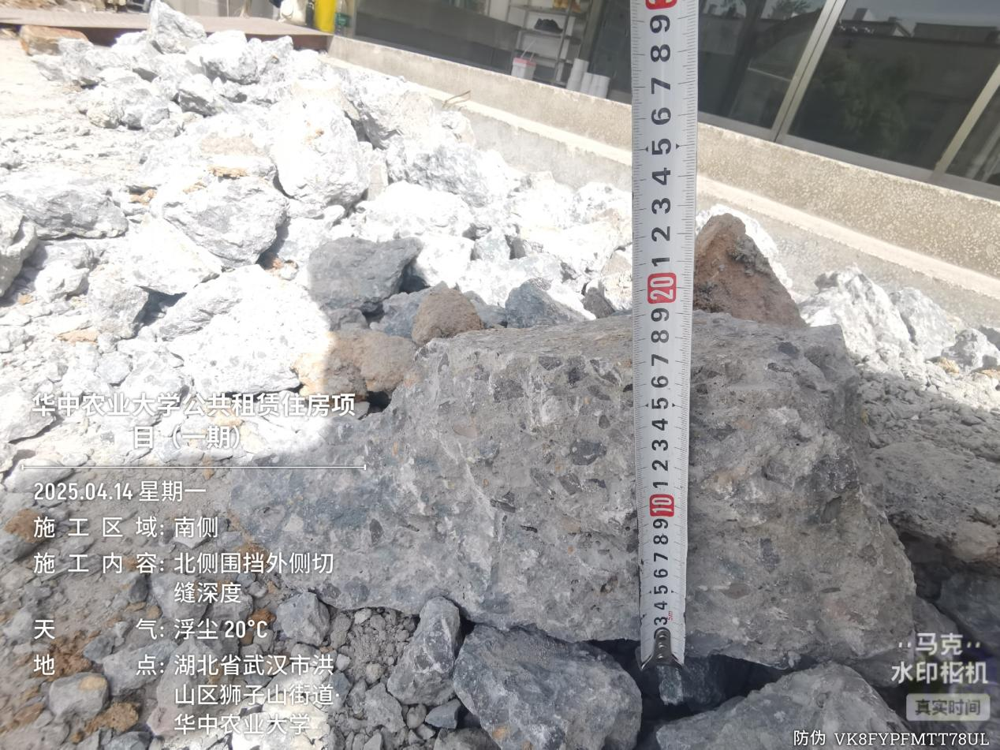 9
8
7
6
5
4
3
2
1
20
9
8
7
6
5
4
3
2
1
10
9
8
7
6
5
4
3
5m
华中农业大学公共租赁住房项
目（一期）
2025.04.14 星期一
施工区域：南侧
施工内容：北侧围挡外侧切
缝深度
天气：浮尘 20°C
地点：湖北省武汉市洪
山区狮子山街道·
华中农业大学
马克
水印相机
真实时间
防伪 VK8FYPFMTT78UL